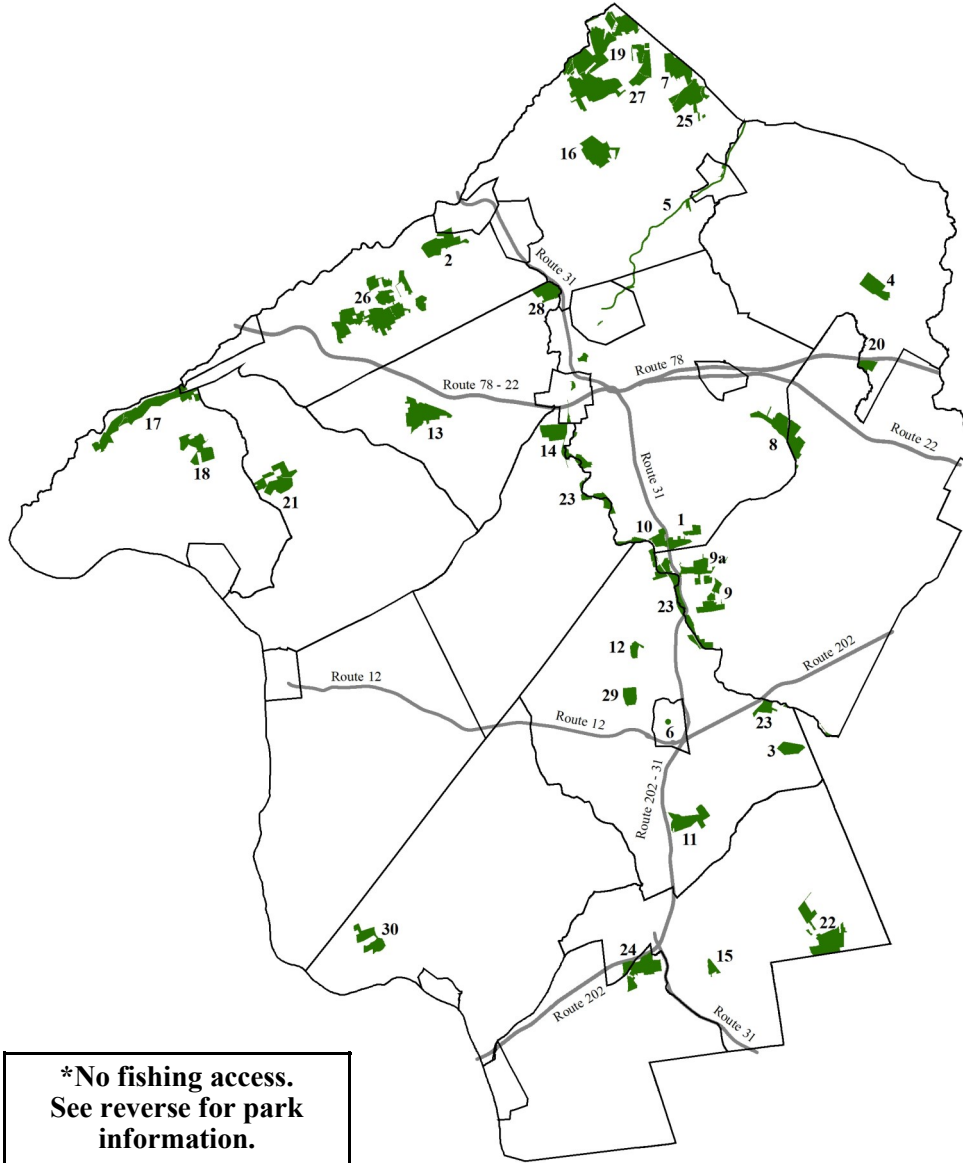 19
7
27
25
16
5
2
Route 31
4
26
28
20
Route 78
Route 78 - 22
17
13
8
Route 22
14
18
21
Route 31
23
10
1
9a
9
23
12
Route 202
Route 12
29
Route 12
6
23
3
Route 202 - 31
11
30
22
24
15
Route 202
Route 31
*No fishing access.
See reverse for park
information.